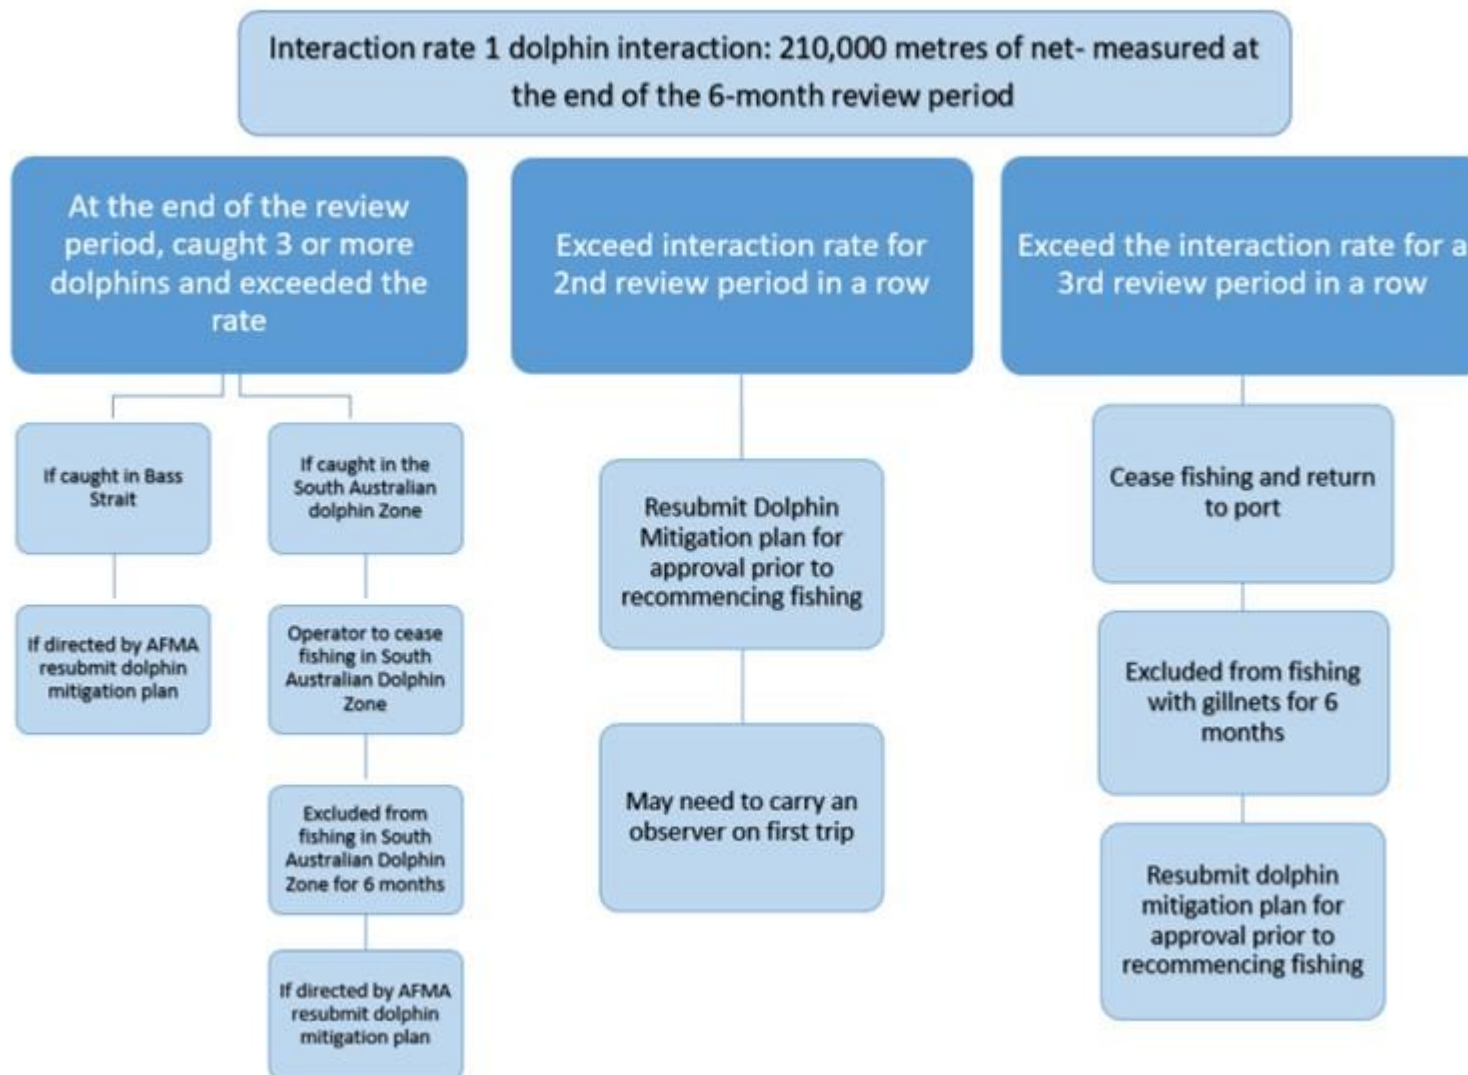 Interaction rate 1 dolphin interaction: 210,000 metres of net- measured at
the end of the 6-month review period
At the end of the review
period, caught 3 or more
dolphins and exceeded the
rate
If caught in Bass
Strait
If directed by AFMA
resubmit dolphin
mitigation plan
If caught in the
South Australian
dolphin Zone
Operator to cease
fishing in South
Australian Dolphin
Zone
Excluded from
fishing in South
Australian Dolphin
Zone for 6 months
If directed by AFMA
resubmit dolphin
mitigation plan
Exceed interaction rate for
2nd review period in a row
Resubmit Dolphin
Mitigation plan for
approval prior to
recommencing fishing
May need to carry an
observer on first trip
Exceed the interaction rate for a
3rd review period in a row
Cease fishing and return
to port
Excluded from fishing
with gillnets for 6
months
Resubmit dolphin
mitigation plan for
approval prior to
recommencing fishing